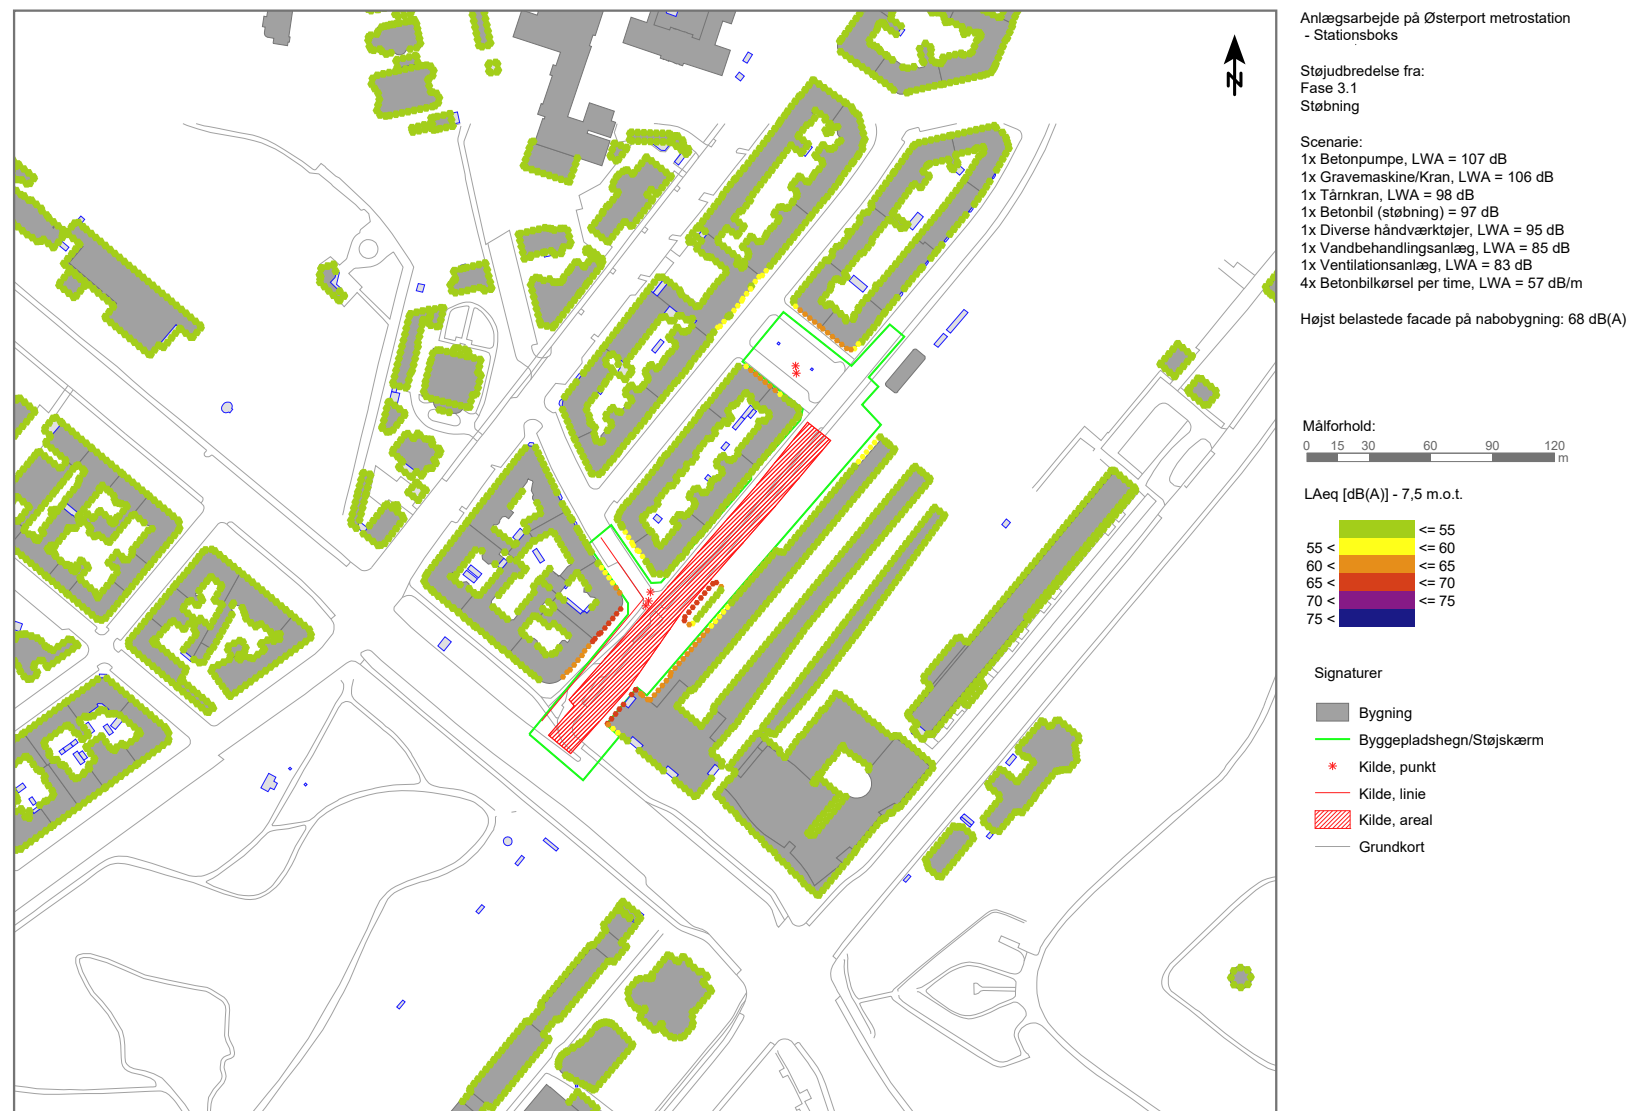 Anlægsarbejde på Østerport metrostation
- Stationsboks
Støjudbredelse fra:
Fase 3.1
Støbning
Scenarie:
1x Betonpumpe, LWA = 107 dB
1x Gravemaskine/Kran, LWA = 106 dB
1x Tårnkran, LWA = 98 dB
1x Betonbil (støbning) = 97 dB
1x Diverse håndværktøjer, LWA = 95 dB
1x Vandbehandlingsanlæg, LWA = 85 dB
1x Ventilationsanlæg, LWA = 83 dB
4x Betonbilkørsel per time, LWA = 57 dB/m
Højst belastede facade på nabobygning: 68 dB(A)
N
Målforhold:
0 15 30 60 90 120
m
LAeq [dB(A)] - 7,5 m.o.t.
<= 55
55 < <= 60
60 < <= 65
65 < <= 70
70 < <= 75
75 <
Signaturer
Bygning
Byggepladshegn/Støjskærm
Kilde, punkt
Kilde, linie
Kilde, areal
Grundkort